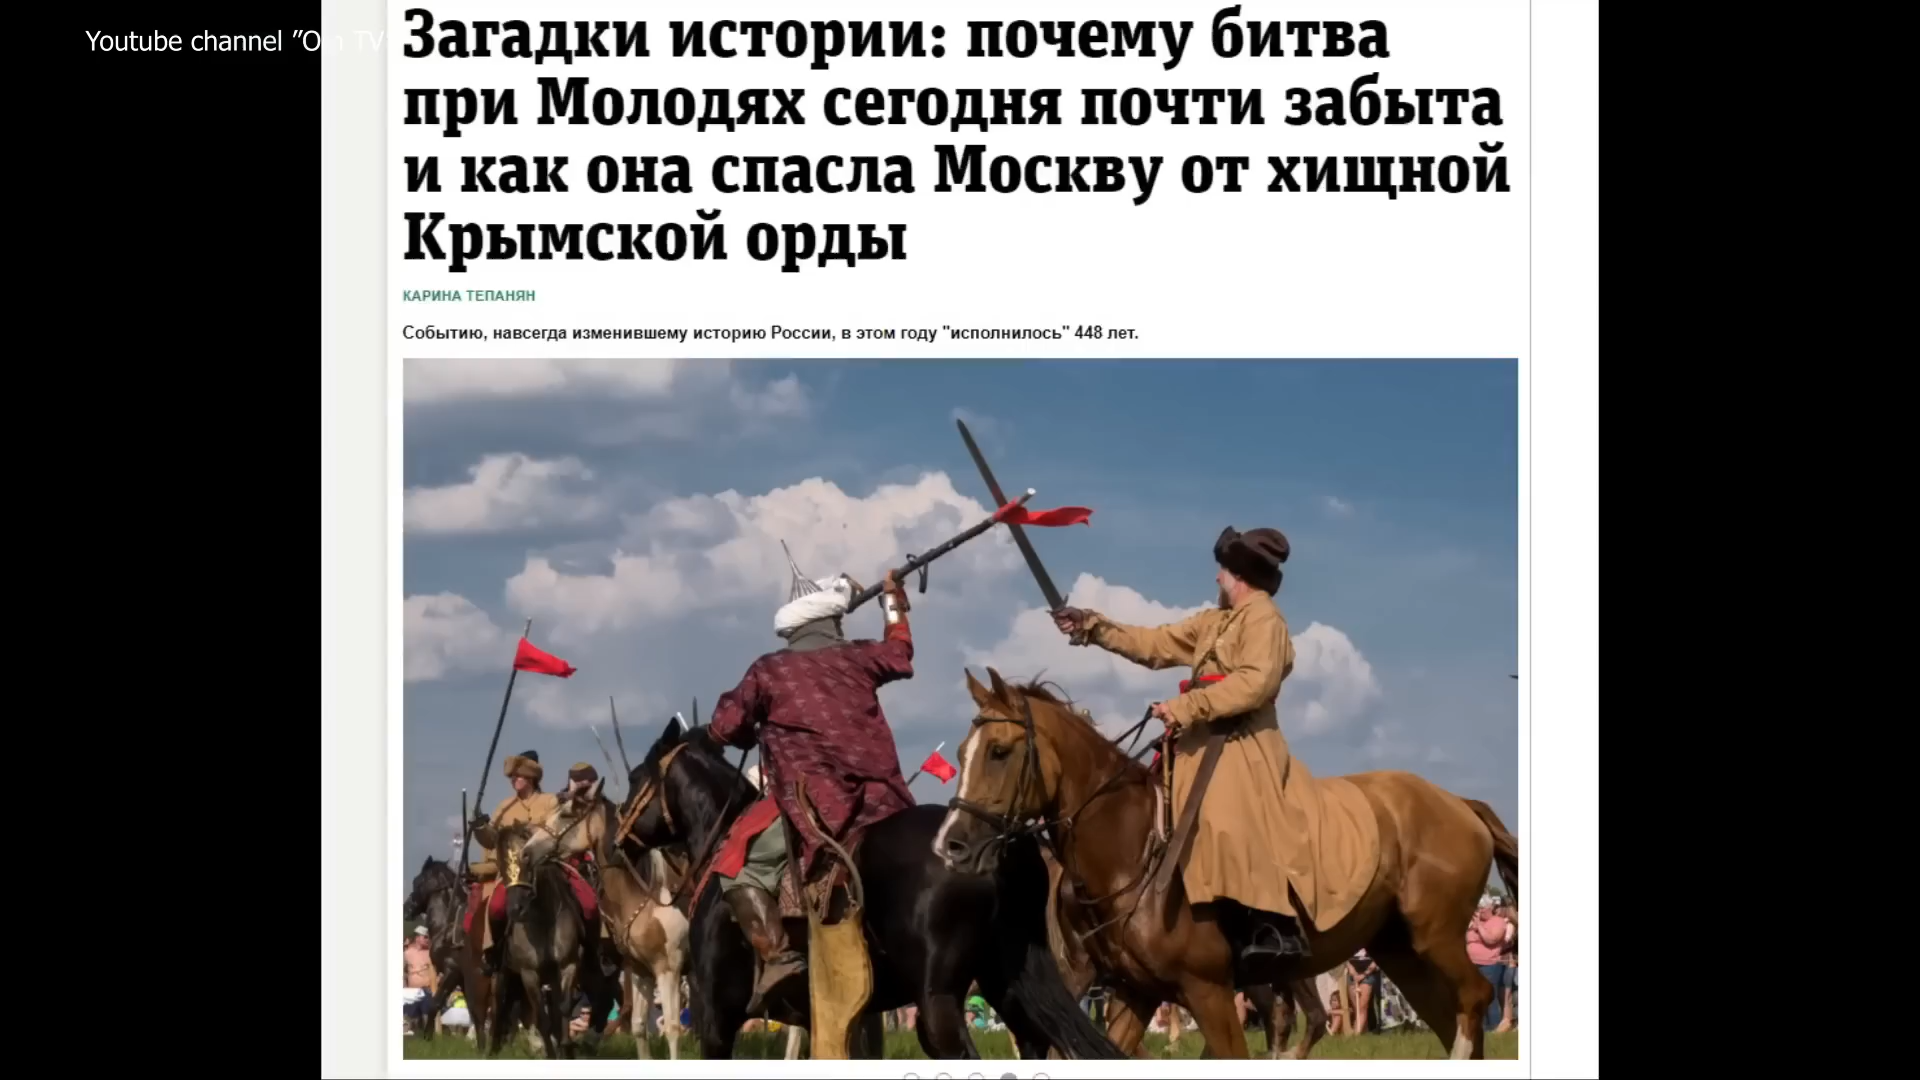 Youtube channel "O n TV
Загадки истории: почему битва
при Молодях сегодня почти забыта
и как она спасла Москву от хищной
Крымской орды
КАРИНА ТЕПАНЯН
Событию, навсегда изменившему историю России, в этом году "исполнилось" 448 лет.